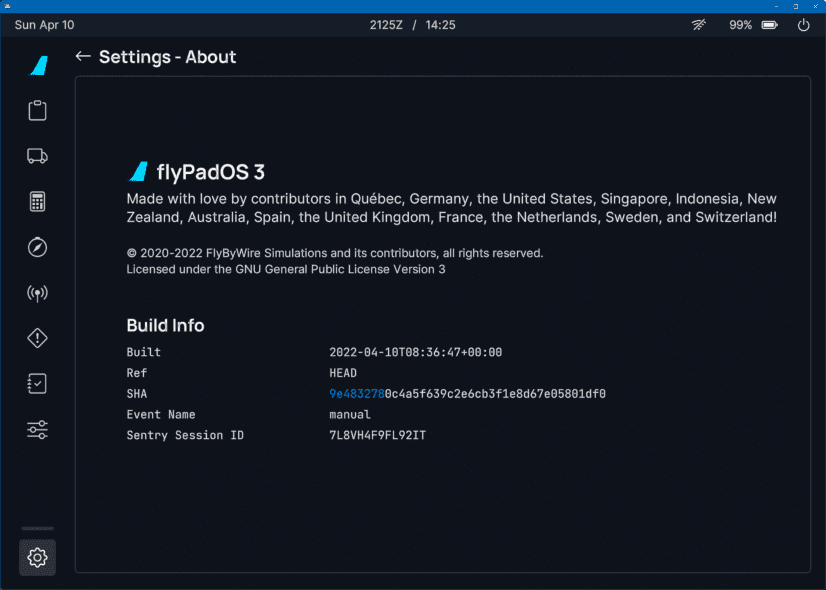 Sun Apr 10
2125Z / 14:25
99%
Settings - About
flyPadOS 3
Made with love by contributors in Québec, Germany, the United States, Singapore, Indonesia, New
Zealand, Australia, Spain, the United Kingdom, France, the Netherlands, Sweden, and Switzerland!
© 2020-2022 FlyByWire Simulations and its contributors, all rights reserved.
Licensed under the GNU General Public License Version 3
Build Info
Built 2022-04-10T08:36:47+00:00
Ref HEAD
SHA 9e4832780c4a5f639c2e6cb3f1e8d67e05801df0
Event Name manual
Sentry Session ID 7L8VH4F9FL92IT